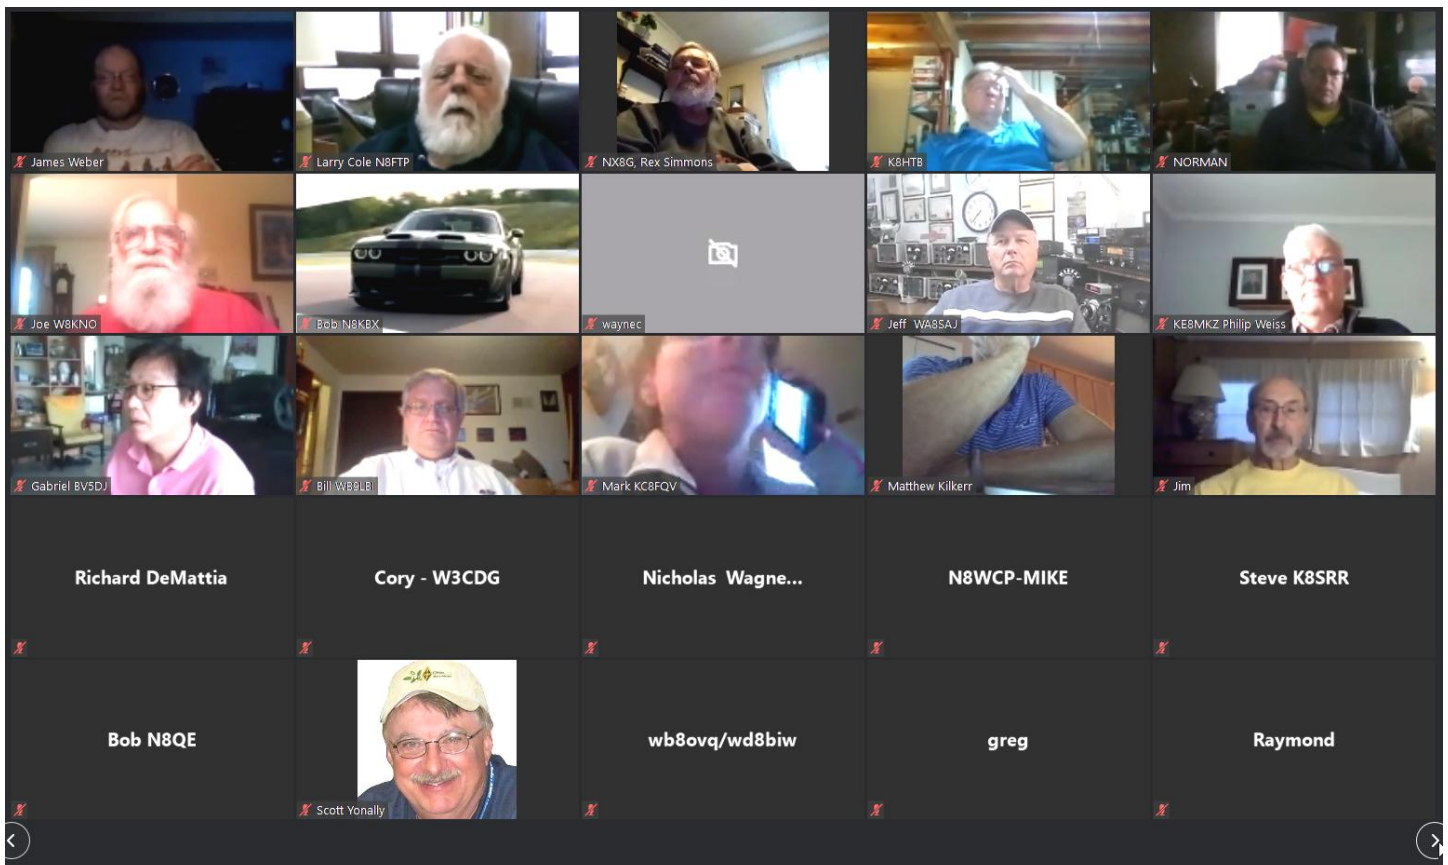 James Weber
Larry Cole N8FTP
NX8G, Rex Simmons
K8HTB
NORMAN
Joe W8KNO
Bob N8KBX
waynec
Jeff WA8SAJ
KE8MKZ Philip Weiss
Gabriel BV5DJ
Bill WB9LBI
Mark KC8FQV
Matthew Kilkerr
Jim
Richard DeMattia
Cory - W3CDG
Nicholas Wagne...
N8WCP-MIKE
Steve K8SRR
Bob N8QE
Scott Yonally
wb8ovq/wd8biw
greg
Raymond